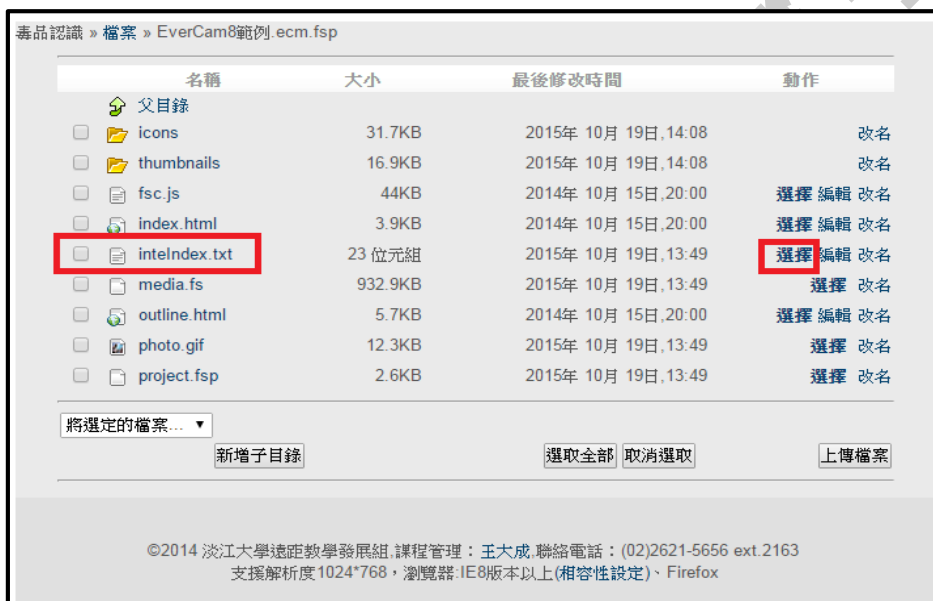 毒品認識 » 檔案 » EverCam8範例.ecm.fsp
名稱 大小 最後修改時間 動作
父目錄
icons 31.7KB 2015年 10月 19日,14:08 改名
thumbnails 16.9KB 2015年 10月 19日,14:08 改名
fsc.js 44KB 2014年 10月 15日,20:00 選擇 編輯 改名
index.html 3.9KB 2014年 10月 15日,20:00 選擇 編輯 改名
inteIndex.txt 23 位元組 2015年 10月 19日,13:49 選擇 編輯 改名
media.fs 932.9KB 2015年 10月 19日,13:49 選擇 改名
outline.html 5.7KB 2014年 10月 15日,20:00 選擇 編輯 改名
photo.gif 12.3KB 2015年 10月 19日,13:49 選擇 改名
project.fsp 2.6KB 2015年 10月 19日,13:49 選擇 改名
將選定的檔案... ▼
新增子目錄 選取全部 取消選取 上傳檔案
©2014 淡江大學遠距教學發展組,課程管理：王大成,聯絡電話：(02)2621-5656 ext.2163
支援解析度1024*768，瀏覽器:IE8版本以上(相容性設定)、Firefox